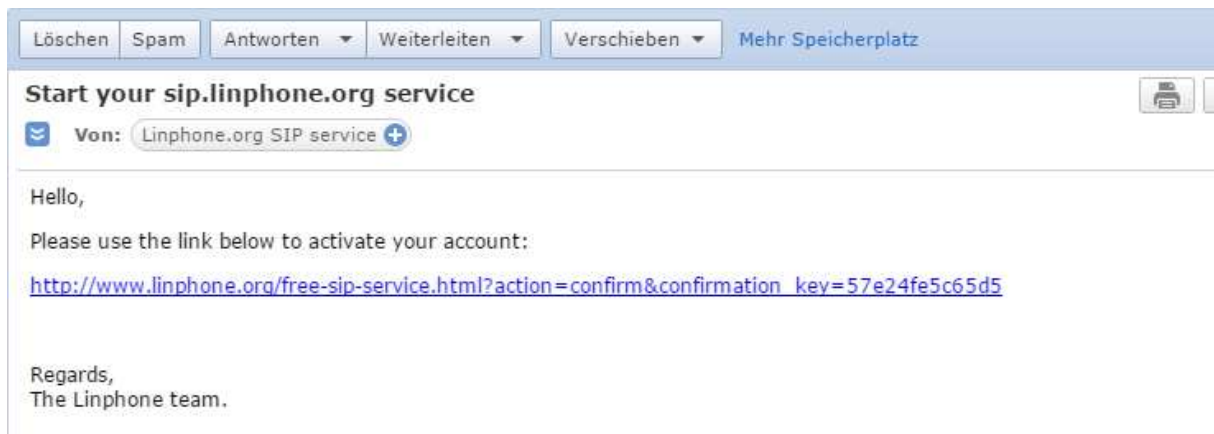 Löschen Spam Antworten Weiterleiten Verschieben Mehr Speicherplatz
Start your sip.linphone.org service
Von: Linphone.org SIP service
Hello,
Please use the link below to activate your account:
http://www.linphone.org/free-sip-service.html?action=confirm&confirmation_key=57e24fe5c65d5
Regards,
The Linphone team.